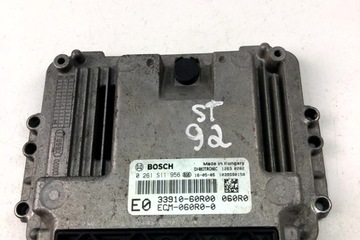 ST
92
BOSCH
Made in Hungary
0 261 S11 956
E0 33910-60R00 060R0
ECM-060R0-0